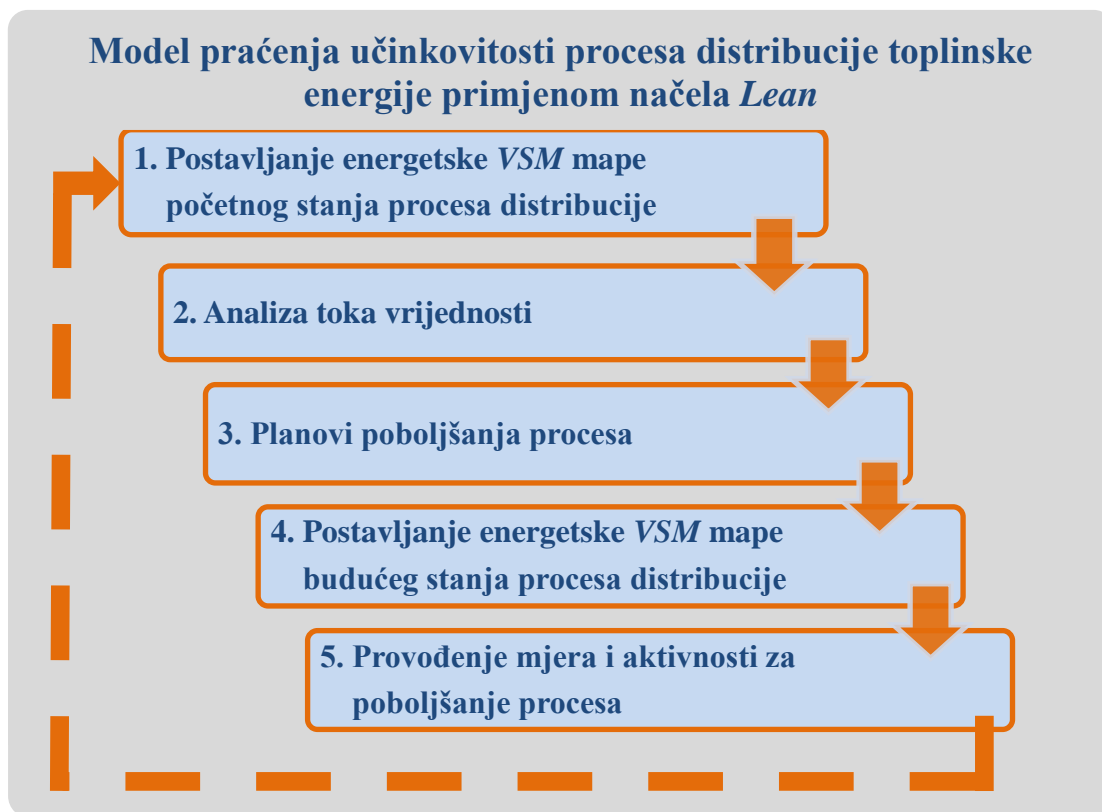 Model praćenja učinkovitosti procesa distribucije toplinske
energije primjenom načela Lean
1. Postavljanje energetske VSM mape
početnog stanja procesa distribucije
2. Analiza toka vrijednosti
3. Planovi poboljšanja procesa
4. Postavljanje energetske VSM mape
budućeg stanja procesa distribucije
5. Provođenje mjera i aktivnosti za
poboljšanje procesa